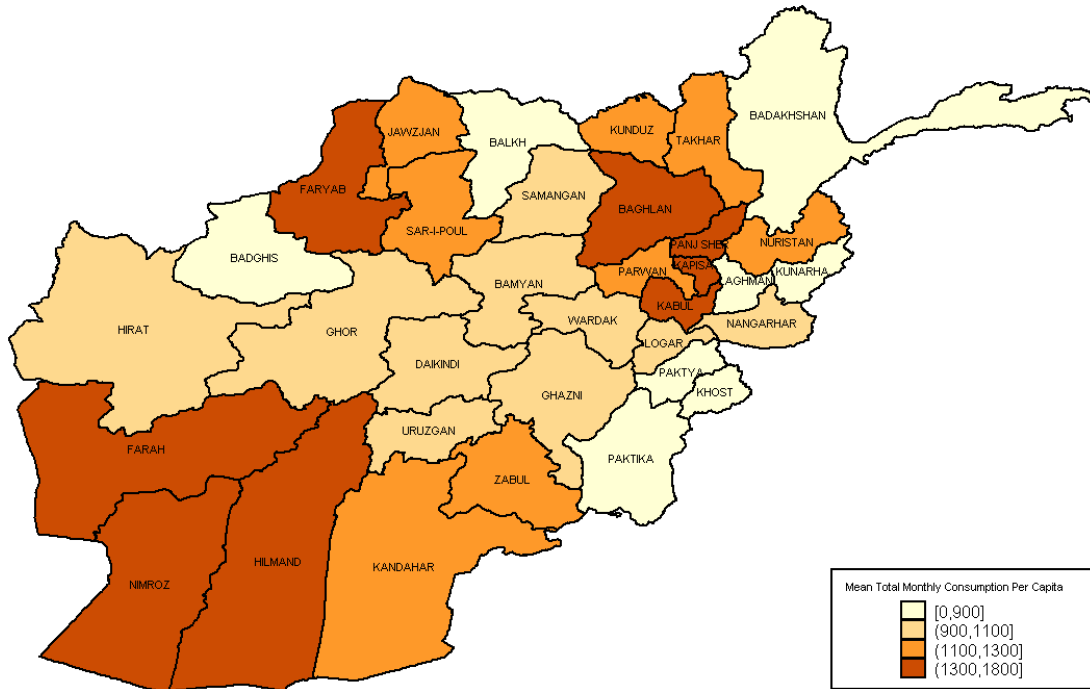 BADAKHSHAN
JAWZJAN
KUNDUZ
TAKHAR
BALKH
FARYAB
SAMANGAN
BAGHLAN
SAR-I-POUL
PANJ SHER
NURISTAN
BADGHIS
KAPISA
PARWAN
KUNARHA
LAGHMAN
BAMYAN
KABUL
HIRAT
GHOR
WARDAK
NANGARHAR
LOGAR
DAIKINDI
PAKTYA
KHOST
GHAZNI
URUZGAN
FARAH
PAKTIKA
ZABUL
HILMAND
KANDAHAR
NIMROZ
Mean Total Monthly Consumption Per Capita
[0,900]
(900,1100]
(1100,1300]
(1300,1800]